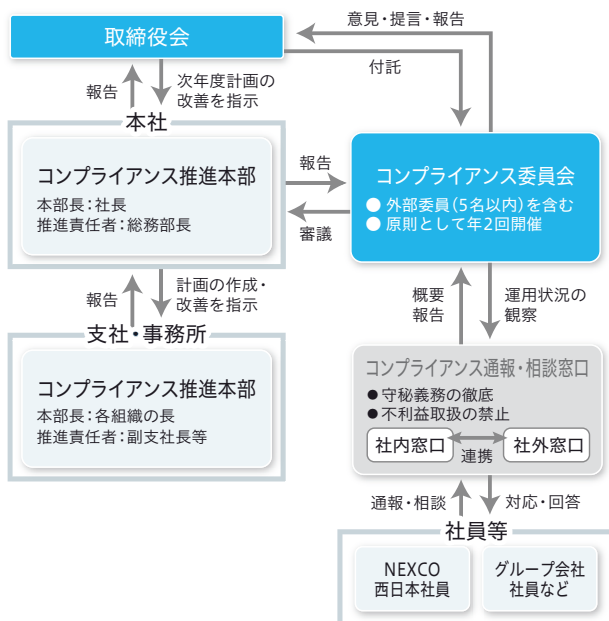 取締役会
意見・提言・報告
付託
報告
次年度計画の
改善を指示
本社
コンプライアンス推進本部
本部長：社長
推進責任者：総務部長
報告
審議
コンプライアンス委員会
● 外部委員（5名以内）を含む
● 原則として年2回開催
報告
計画の作成・
改善を指示
支社・事務所
コンプライアンス推進本部
本部長：各組織の長
推進責任者：副支社長等
概要
報告
運用状況の
観察
コンプライアンス通報・相談窓口
● 守秘義務の徹底
● 不利益取扱の禁止
社内窓口
連携
社外窓口
通報・相談
対応・回答
社員等
NEXCO
西日本社員
グループ会社
社員など